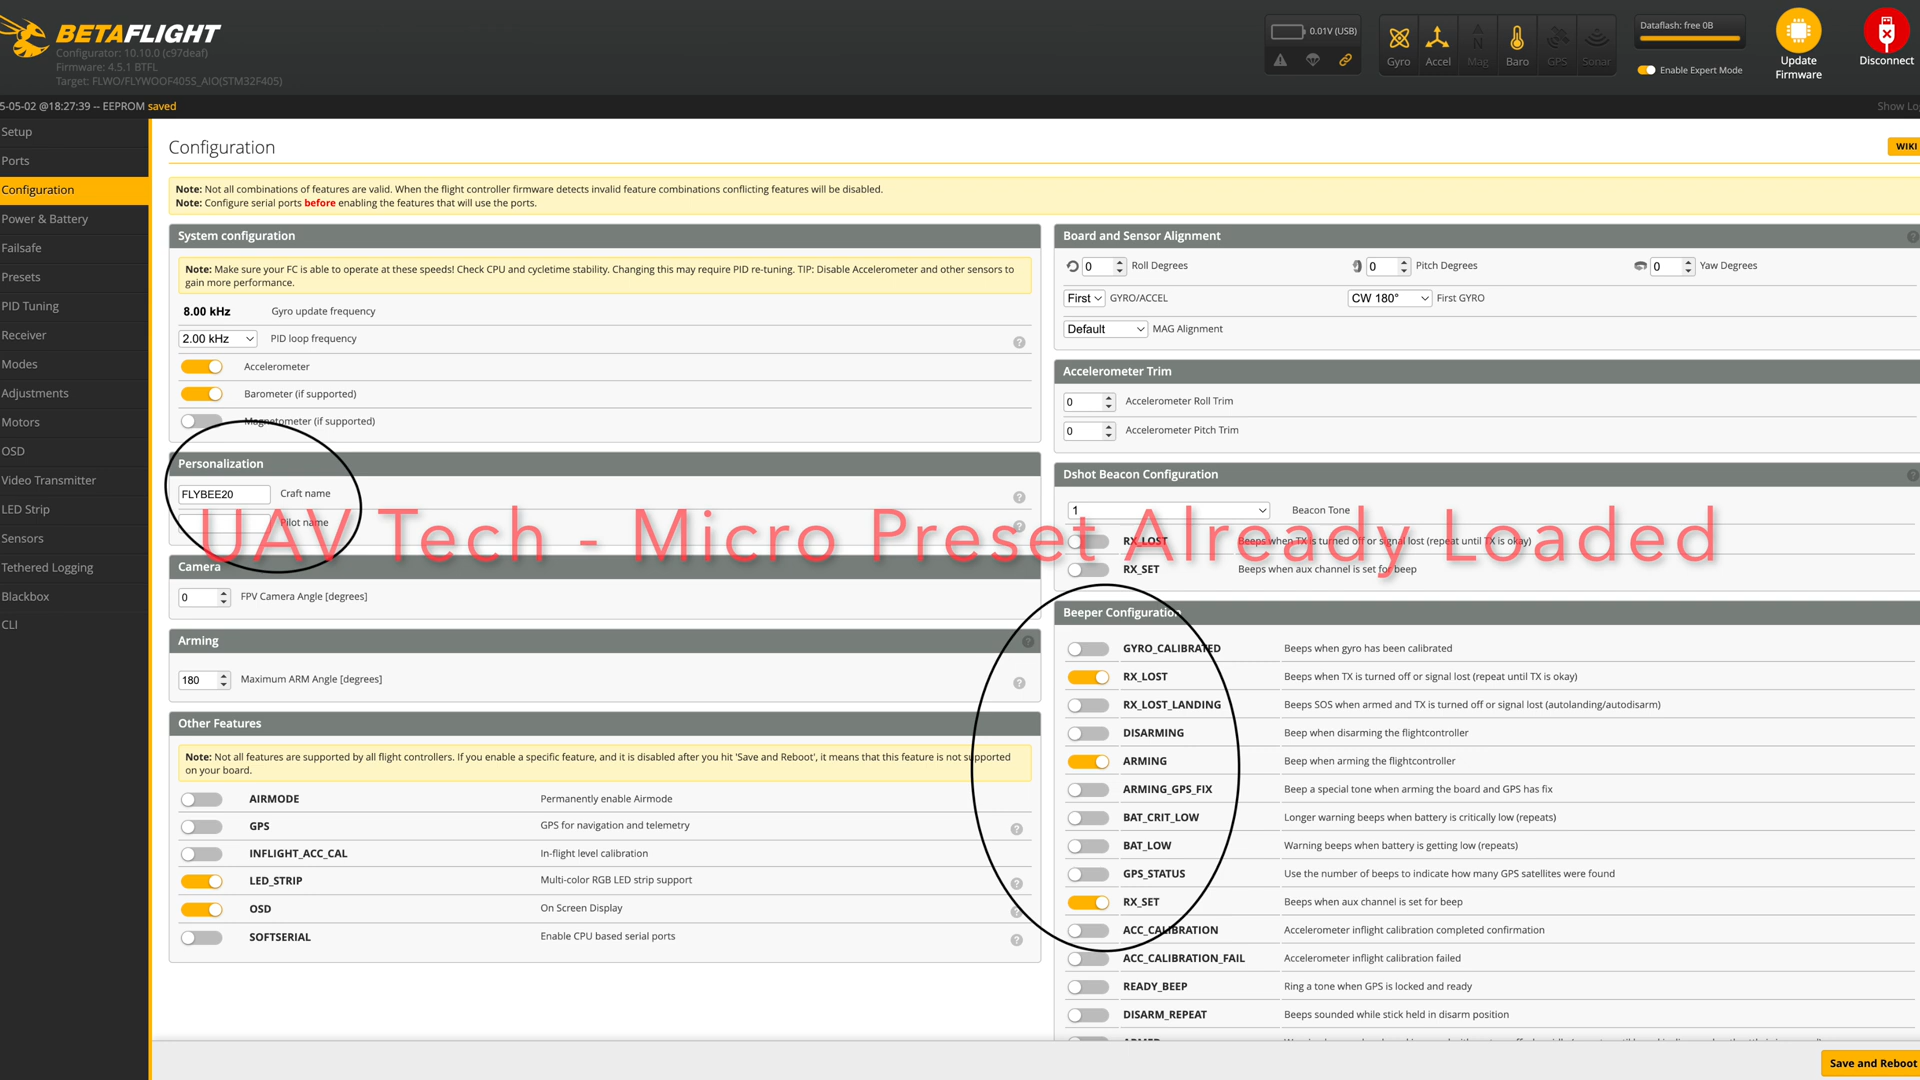 BETAFLIGHT
Configurator: 10.10.0 (c97deaf)
Firmware: 4.5.1 BTFL
Target: FLWO/FLYWOOF405S_AIO(STM32F405)
0.01V (USB)
Gyro
Accel
Mag
Baro
GPS
Sonar
Dataflash: free 0B
Enable Expert Mode
Update
Firmware
Disconnect
5-05-02 @18:27:39 -- EEPROM saved
Show Lo
Setup
Ports
Configuration
Power & Battery
Failsafe
Presets
PID Tuning
Receiver
Modes
Adjustments
Motors
OSD
Video Transmitter
LED Strip
Sensors
Tethered Logging
Blackbox
CLI
Configuration
WIKI
Note: Not all combinations of features are valid. When the flight controller firmware detects invalid feature combinations conflicting features will be disabled.
Note: Configure serial ports before enabling the features that will use the ports.
System configuration
Note: Make sure your FC is able to operate at these speeds! Check CPU and cycletime stability. Changing this may require PID re-tuning. TIP: Disable Accelerometer and other sensors to
gain more performance.
8.00 kHz Gyro update frequency
2.00 kHz PID loop frequency
Accelerometer
Barometer (if supported)
Magnetometer (if supported)
Personalization
FLYBEE20 Craft name
Pilot name
UAV Tech - Micro Preset Already Loaded
Camera
0 FPV Camera Angle [degrees]
Arming
180 Maximum ARM Angle [degrees]
Other Features
Note: Not all features are supported by all flight controllers. If you enable a specific feature, and it is disabled after you hit 'Save and Reboot', it means that this feature is not supported
on your board.
AIRMODE Permanently enable Airmode
GPS GPS for navigation and telemetry
INFLIGHT_ACC_CAL In-flight level calibration
LED_STRIP Multi-color RGB LED strip support
OSD On Screen Display
SOFTSERIAL Enable CPU based serial ports
Board and Sensor Alignment
0 Roll Degrees 0 Pitch Degrees 0 Yaw Degrees
First GYRO/ACCEL CW 180° First GYRO
Default MAG Alignment
Accelerometer Trim
0 Accelerometer Roll Trim
0 Accelerometer Pitch Trim
Dshot Beacon Configuration
1 Beacon Tone
RX_LOST Beeps when TX is turned off or signal lost (repeat until TX is okay)
RX_SET Beeps when aux channel is set for beep
Beeper Configuration
GYRO_CALIBRATED Beeps when gyro has been calibrated
RX_LOST Beeps when TX is turned off or signal lost (repeat until TX is okay)
RX_LOST_LANDING Beeps SOS when armed and TX is turned off or signal lost (autolanding/autodisarm)
DISARMING Beep when disarming the flightcontroller
ARMING Beep when arming the flightcontroller
ARMING_GPS_FIX Beep a special tone when arming the board and GPS has fix
BAT_CRIT_LOW Longer warning beeps when battery is critically low (repeats)
BAT_LOW Warning beeps when battery is getting low (repeats)
GPS_STATUS Use the number of beeps to indicate how many GPS satellites were found
RX_SET Beeps when aux channel is set for beep
ACC_CALIBRATION Accelerometer inflight calibration completed confirmation
ACC_CALIBRATION_FAIL Accelerometer inflight calibration failed
READY_BEEP Ring a tone when GPS is locked and ready
DISARM_REPEAT Beeps sounded while stick held in disarm position
Save and Reboot